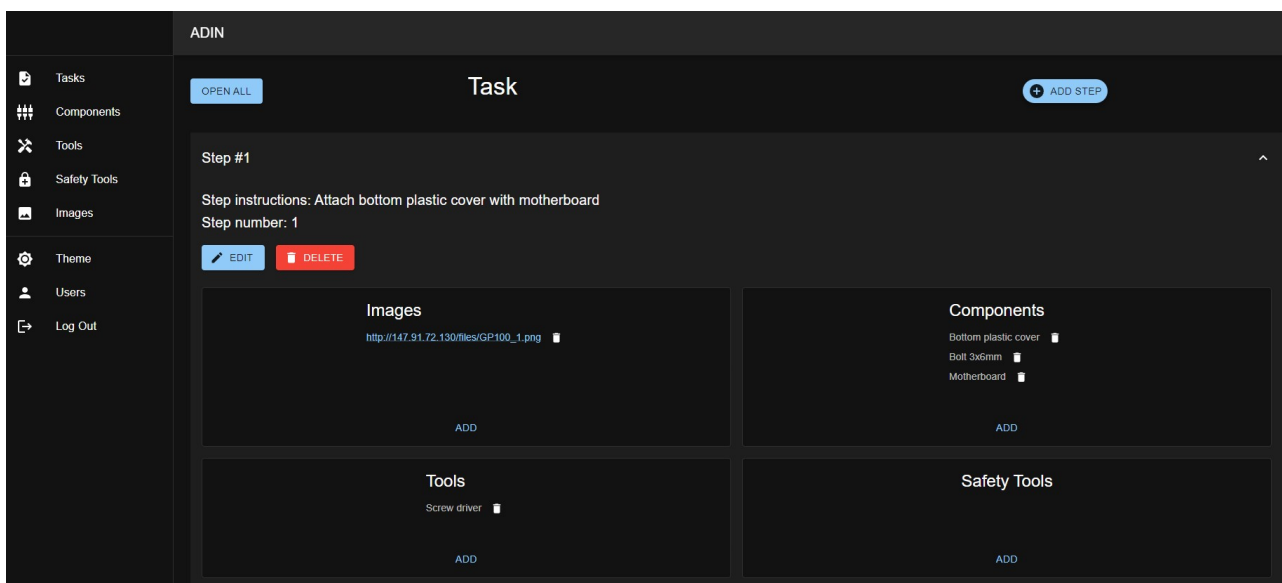 ADIN
Tasks
Components
Tools
Safety Tools
Images
Theme
Users
Log Out
OPEN ALL
Task
ADD STEP
Step #1
Step instructions: Attach bottom plastic cover with motherboard
Step number: 1
EDIT
DELETE
Images
http://147.91.72.130/files/GP100_1.png
ADD
Components
Bottom plastic cover
Bolt 3x6mm
Motherboard
ADD
Tools
Screw driver
ADD
Safety Tools
ADD